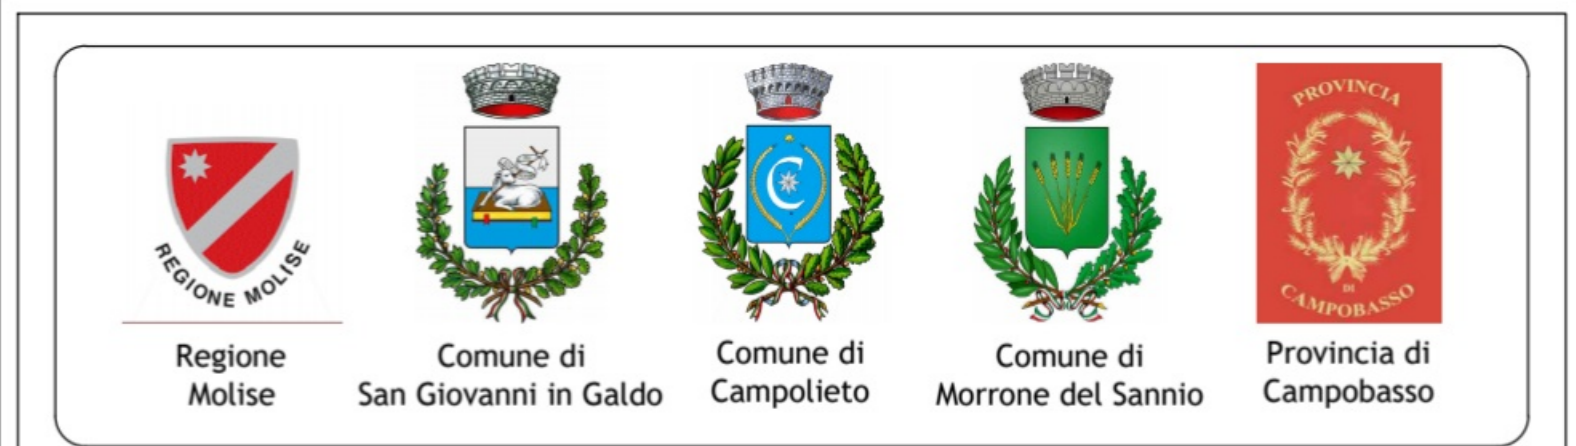 REGIONE MOLISE
Regione
Molise
Comune di
San Giovanni in Galdo
C
Comune di
Campolieto
Comune di
Morrone del Sannio
PROVINCIA
DI
CAMPOBASSO
Provincia di
Campobasso